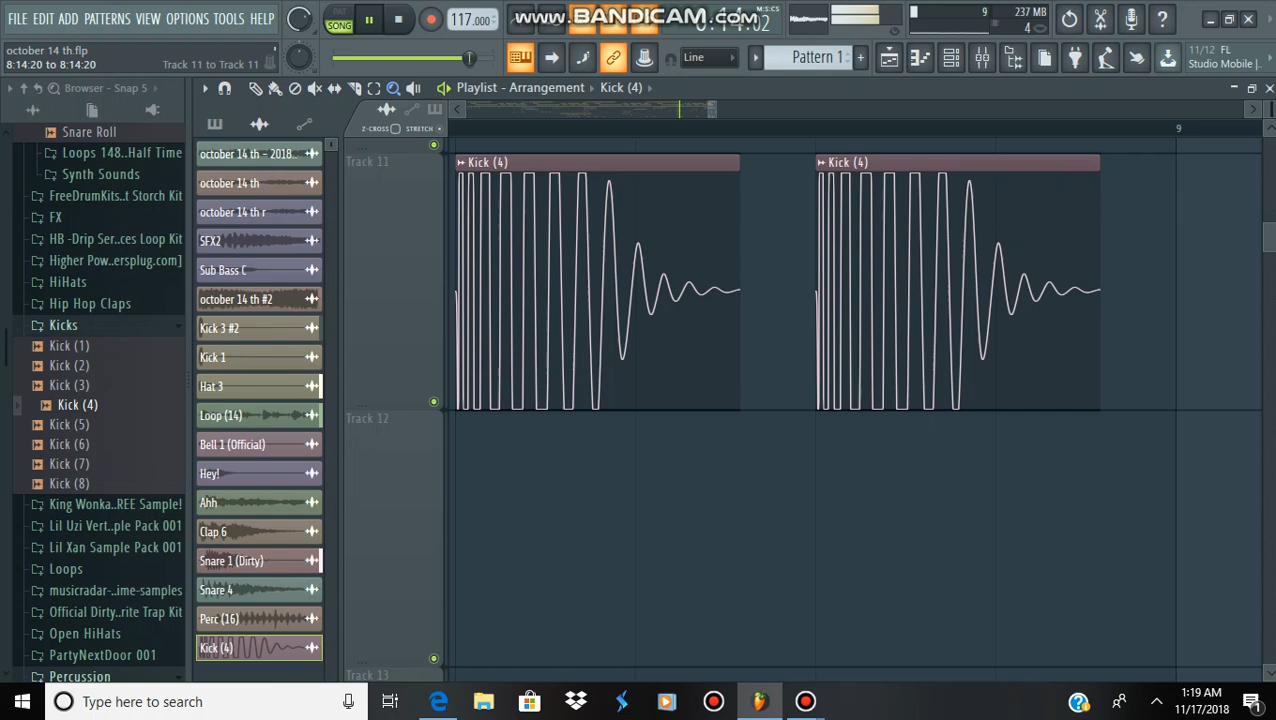 FILE EDIT ADD PATTERNS VIEW OPTIONS TOOLS HELP
PAT
SONG
117.000
www.BANDICAM.com
0:14:02
M:S:CS
9
237 MB
4
october 14 th.flp
8:14:20 to 8:14:20
Track 11 to Track 11
Line
Pattern 1
11/12
Studio Mobile |
Browser - Snap 5
Playlist - Arrangement
Kick (4)
Z-CROSS
STRETCH
9
Snare Roll
Loops 148..Half Time
Synth Sounds
FreeDrumKits..t Storch Kit
FX
HB -Drip Ser..ces Loop Kit
Higher Pow..ersplug.com]
HiHats
Hip Hop Claps
Kicks
Kick (1)
Kick (2)
Kick (3)
Kick (4)
Kick (5)
Kick (6)
Kick (7)
Kick (8)
King Wonka..REE Sample!
Lil Uzi Vert..ple Pack 001
Lil Xan Sample Pack 001
Loops
musicradar-..ime-samples
Official Dirty..rite Trap Kit
Open HiHats
PartyNextDoor 001
Percussion
october 14 th - 2018..
october 14 th
october 14 th r
SFX2
Sub Bass C
october 14 th #2
Kick 3 #2
Kick 1
Hat 3
Loop (14)
Bell 1 (Official)
Hey!
Ahh
Clap 6
Snare 1 (Dirty)
Snare 4
Perc (16)
Kick (4)
Track 11
Kick (4)
Kick (4)
Track 12
Track 13
Type here to search
1:19 AM
11/17/2018
1